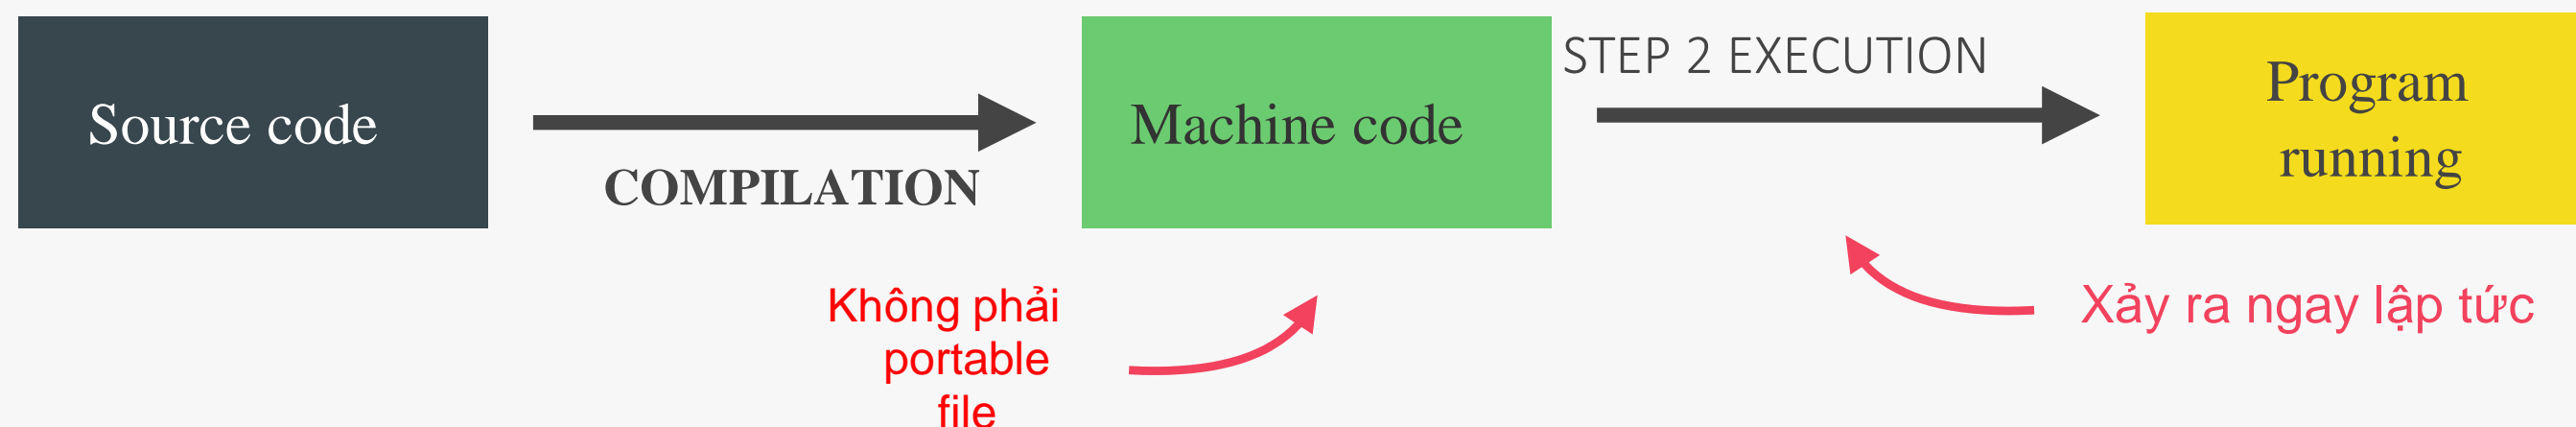 Source code
COMPILATION
Machine code
STEP 2 EXECUTION
Program
running
Không phải
portable
file
Xảy ra ngay lập tức